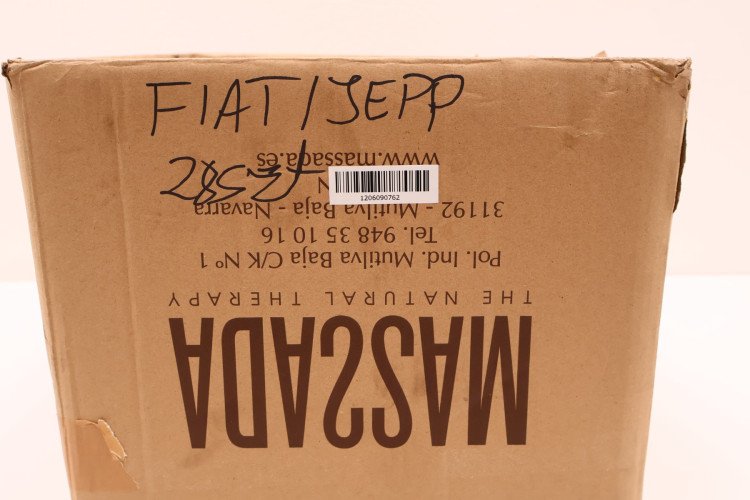 FIAT/JEPP
1206090762
MASSADA
THE NATURAL THERAPY
Pol. Ind. Mutilva Baja C/K Nº 1
Tel. 948 35 10 16
31192 - Mutilva Baja - Navarra
www.massada.es